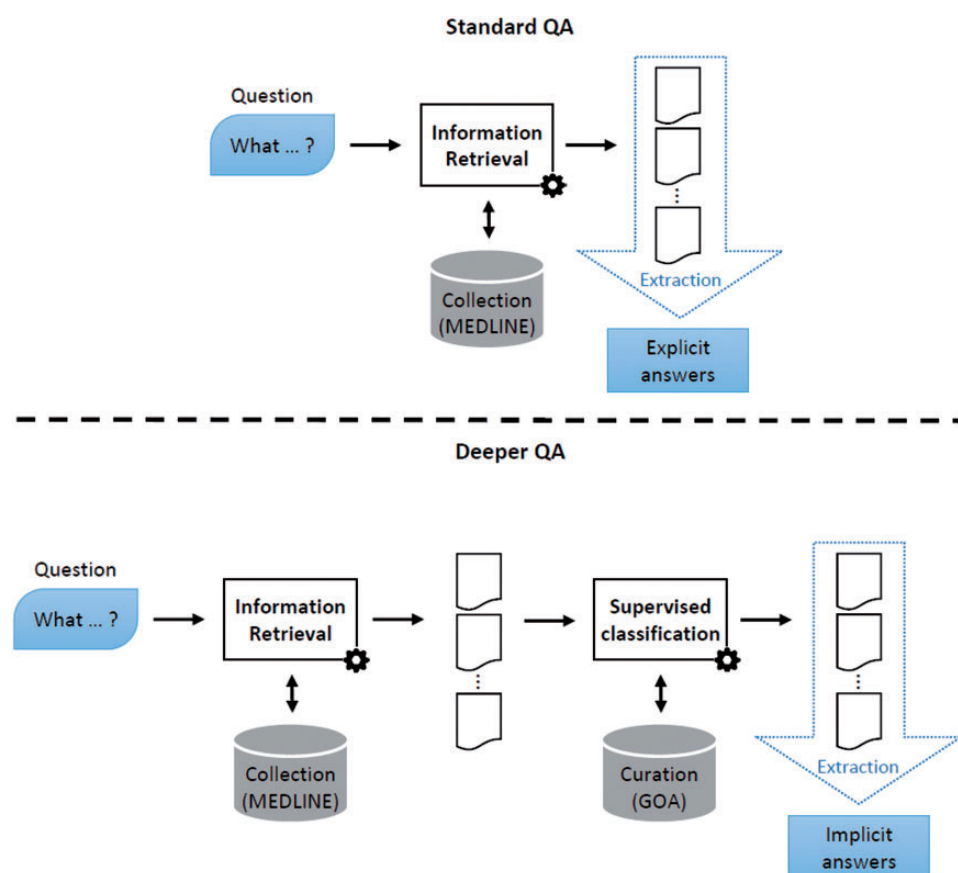 Standard QA
Question
What ... ?
Information
Retrieval
Collection
(MEDLINE)
Extraction
Explicit
answers
Deeper QA
Question
What ... ?
Information
Retrieval
Collection
(MEDLINE)
Supervised
classification
Curation
(GOA)
Extraction
Implicit
answers